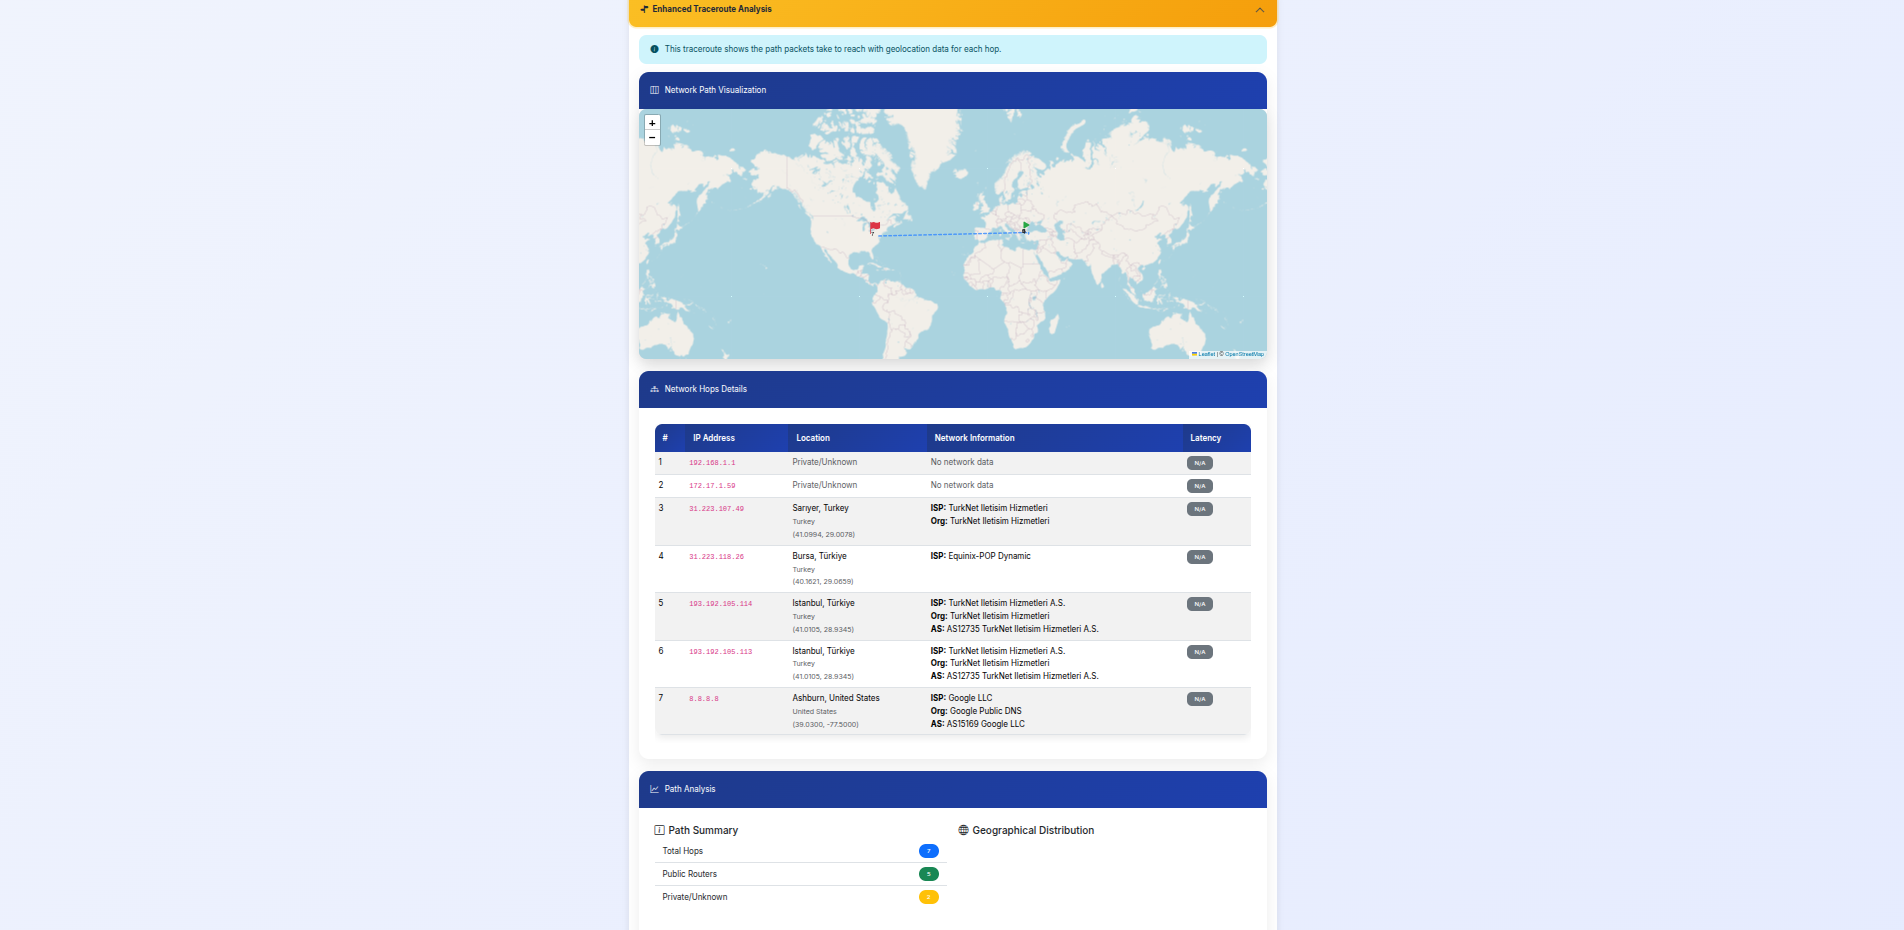 Enhanced Traceroute Analysis
This traceroute shows the path packets take to reach with geolocation data for each hop.
Network Path Visualization
+
−
7
Leaflet | © OpenStreetMap
Network Hops Details
# IP Address Location Network Information Latency
1 192.168.1.1 Private/Unknown No network data N/A
2 172.17.1.59 Private/Unknown No network data N/A
3 31.223.107.49 Sarıyer, Turkey ISP: TurkNet Iletisim Hizmetleri N/A
Turkey Org: TurkNet Iletisim Hizmetleri
(41.0994, 29.0078)
4 31.223.118.26 Bursa, Türkiye ISP: Equinix-POP Dynamic N/A
Turkey
(40.1621, 29.0659)
5 193.192.105.114 Istanbul, Türkiye ISP: TurkNet Iletisim Hizmetleri A.S. N/A
Turkey Org: TurkNet Iletisim Hizmetleri
(41.0105, 28.9345) AS: AS12735 TurkNet Iletisim Hizmetleri A.S.
6 193.192.105.113 Istanbul, Türkiye ISP: TurkNet Iletisim Hizmetleri A.S. N/A
Turkey Org: TurkNet Iletisim Hizmetleri
(41.0105, 28.9345) AS: AS12735 TurkNet Iletisim Hizmetleri A.S.
7 8.8.8.8 Ashburn, United States ISP: Google LLC N/A
United States Org: Google Public DNS
(39.0300, -77.5000) AS: AS15169 Google LLC
Path Analysis
Path Summary
Total Hops 7
Public Routers 5
Private/Unknown 2
Geographical Distribution